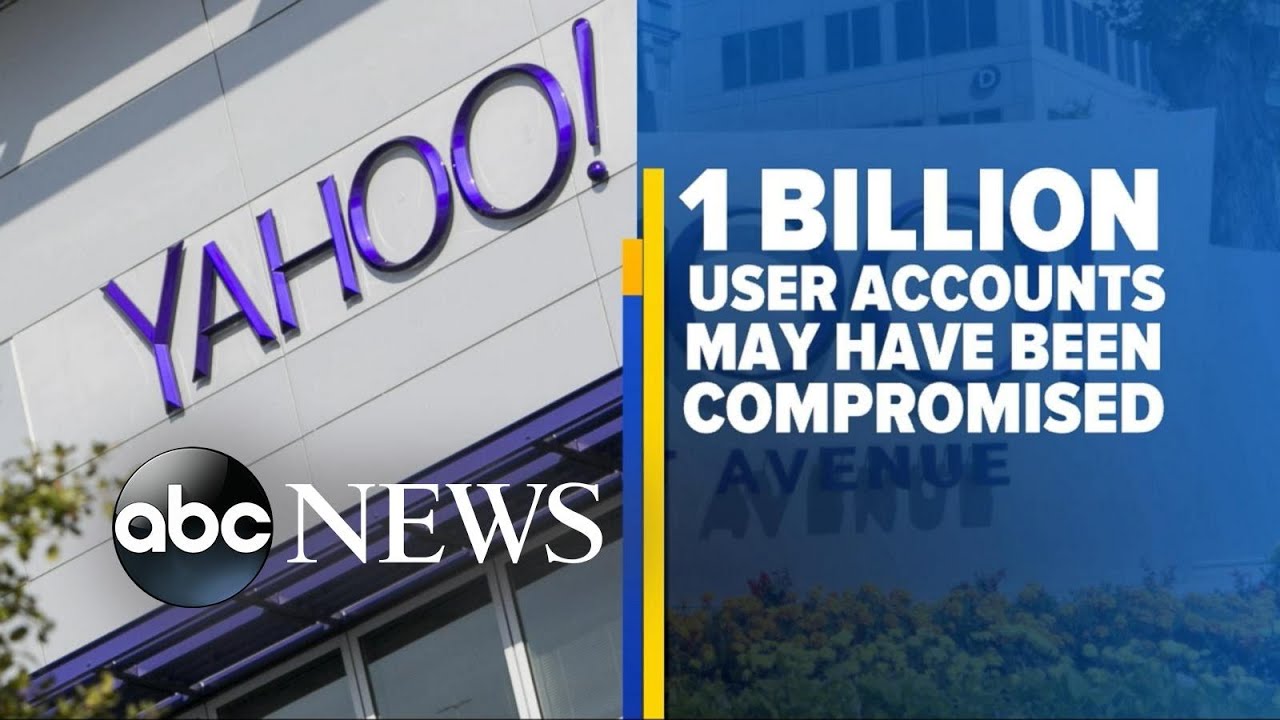 YAHOO!
abc NEWS
D
1 BILLION
USER ACCOUNTS
MAY HAVE BEEN
COMPROMISED
AVENUE